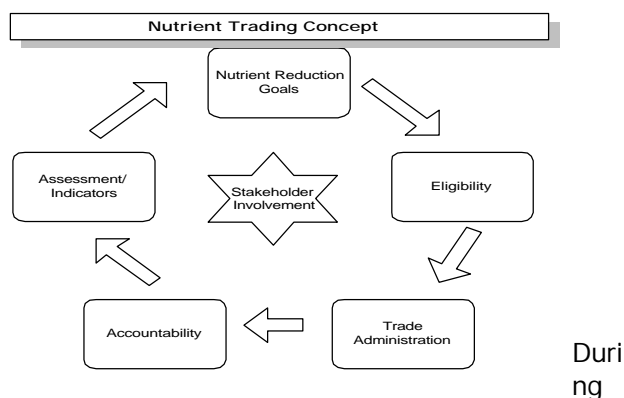 Nutrient Trading Concept
Nutrient Reduction
Goals
Eligibility
Trade
Administration
Accountability
Assessment/
Indicators
Stakeholder
Involvement
Duri
ng